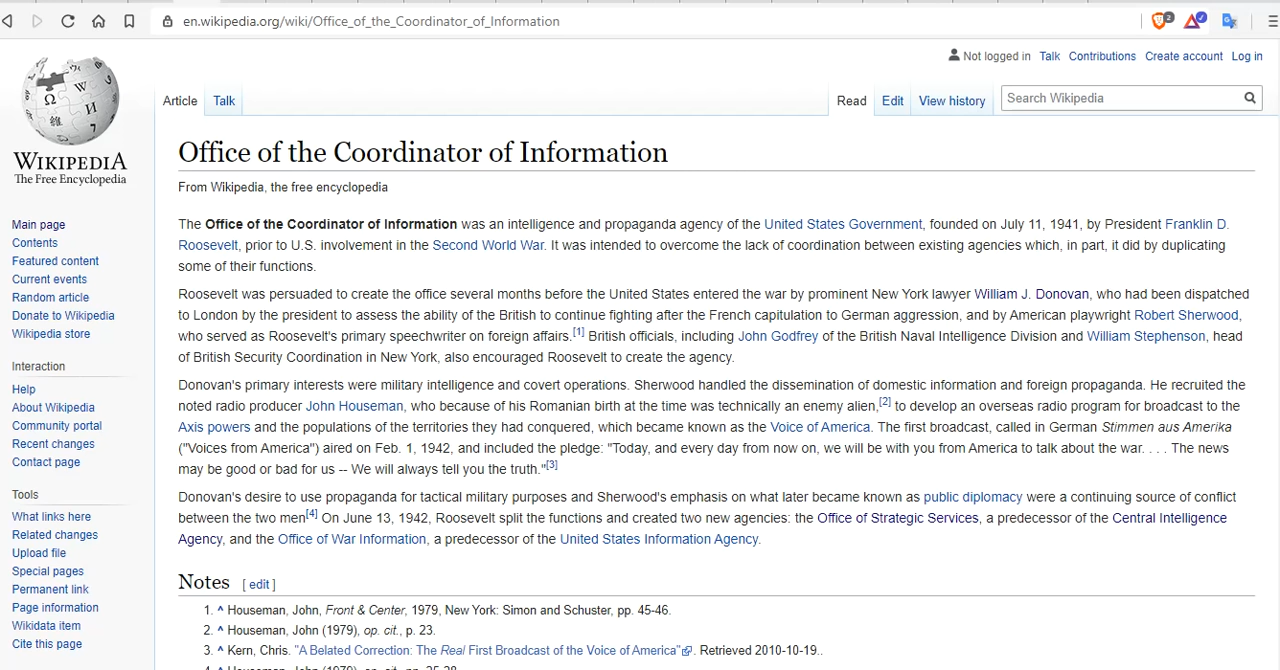 en.wikipedia.org/wiki/Office_of_the_Coordinator_of_Information
2
Not logged in Talk Contributions Create account Log in
Article Talk
Read Edit View history Search Wikipedia
Ω W И 7
WIKIPEDIA
The Free Encyclopedia
Main page
Contents
Featured content
Current events
Random article
Donate to Wikipedia
Wikipedia store
Interaction
Help
About Wikipedia
Community portal
Recent changes
Contact page
Tools
What links here
Related changes
Upload file
Special pages
Permanent link
Page information
Wikidata item
Cite this page
Office of the Coordinator of Information
From Wikipedia, the free encyclopedia
The Office of the Coordinator of Information was an intelligence and propaganda agency of the United States Government, founded on July 11, 1941, by President Franklin D.
Roosevelt, prior to U.S. involvement in the Second World War. It was intended to overcome the lack of coordination between existing agencies which, in part, it did by duplicating
some of their functions.
Roosevelt was persuaded to create the office several months before the United States entered the war by prominent New York lawyer William J. Donovan, who had been dispatched
to London by the president to assess the ability of the British to continue fighting after the French capitulation to German aggression, and by American playwright Robert Sherwood,
who served as Roosevelt's primary speechwriter on foreign affairs.[1] British officials, including John Godfrey of the British Naval Intelligence Division and William Stephenson, head
of British Security Coordination in New York, also encouraged Roosevelt to create the agency.
Donovan's primary interests were military intelligence and covert operations. Sherwood handled the dissemination of domestic information and foreign propaganda. He recruited the
noted radio producer John Houseman, who because of his Romanian birth at the time was technically an enemy alien,[2] to develop an overseas radio program for broadcast to the
Axis powers and the populations of the territories they had conquered, which became known as the Voice of America. The first broadcast, called in German Stimmen aus Amerika
("Voices from America") aired on Feb. 1, 1942, and included the pledge: "Today, and every day from now on, we will be with you from America to talk about the war. . . . The news
may be good or bad for us -- We will always tell you the truth."[3]
Donovan's desire to use propaganda for tactical military purposes and Sherwood's emphasis on what later became known as public diplomacy were a continuing source of conflict
between the two men[4] On June 13, 1942, Roosevelt split the functions and created two new agencies: the Office of Strategic Services, a predecessor of the Central Intelligence
Agency, and the Office of War Information, a predecessor of the United States Information Agency.
Notes [ edit ]
1. ^ Houseman, John, Front & Center, 1979, New York: Simon and Schuster, pp. 45-46.
2. ^ Houseman, John (1979), op. cit., p. 23.
3. ^ Kern, Chris. "A Belated Correction: The Real First Broadcast of the Voice of America". Retrieved 2010-10-19..
4. ^ Houseman, John (1979), op. cit., pp. 25-28